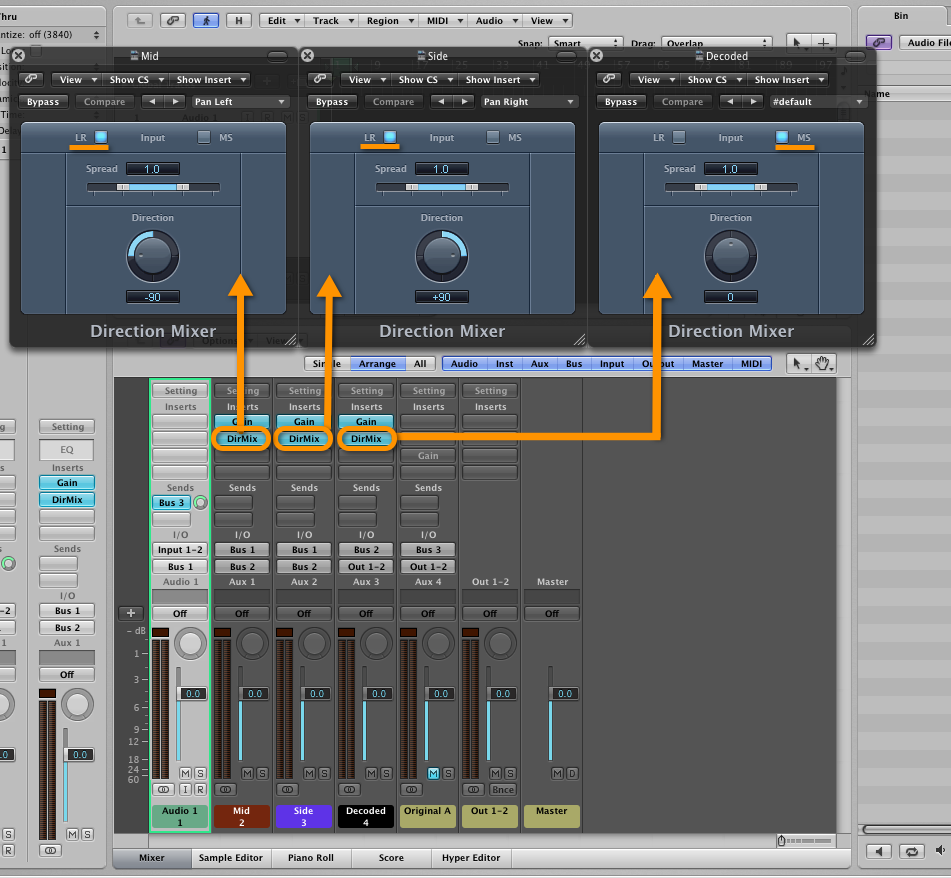 Thru
ntize: off (3840)
H
Edit
Track
Region
MIDI
Audio
View
Bin
Snap: Smart
Drag: Overlap
Audio File
Name
Mid
Side
Decoded
View
Show CS
Show Insert
View
Show CS
Show Insert
View
Show CS
Show Insert
Bypass
Compare
Pan Left
Bypass
Compare
Pan Right
Bypass
Compare
#default
LR
Input
MS
LR
Input
MS
LR
Input
MS
Spread
1.0
Spread
1.0
Spread
1.0
Direction
Direction
Direction
-90
+90
0
Direction Mixer
Direction Mixer
Direction Mixer
Single
Arrange
All
Audio
Inst
Aux
Bus
Input
Output
Master
MIDI
Setting
Setting
Setting
Setting
Setting
Setting
Inserts
Inserts
Inserts
Inserts
Inserts
Inserts
Gain
Gain
Gain
DirMix
DirMix
DirMix
Gain
Sends
Sends
Sends
Sends
Sends
Bus 3
I/O
I/O
I/O
I/O
I/O
Input 1-2
Bus 1
Bus 1
Bus 2
Bus 3
Bus 1
Bus 2
Bus 2
Out 1-2
Out 1-2
Audio 1
Aux 1
Aux 2
Aux 3
Aux 4
Out 1-2
Master
Off
Off
Off
Off
Off
Off
Off
- dB
1
3
6
9
12
18
24
60
0.0
0.0
0.0
0.0
0.0
0.0
0.0
M S
M S
M S
M S
M S
M S
M D
I R
Bnce
Audio 1
1
Mid
2
Side
3
Decoded
4
Original A
Out 1-2
Master
Setting
EQ
Inserts
Gain
DirMix
Sends
I/O
Bus 1
Bus 2
Aux 1
Off
0.0
M S
S
R
Mixer
Sample Editor
Piano Roll
Score
Hyper Editor